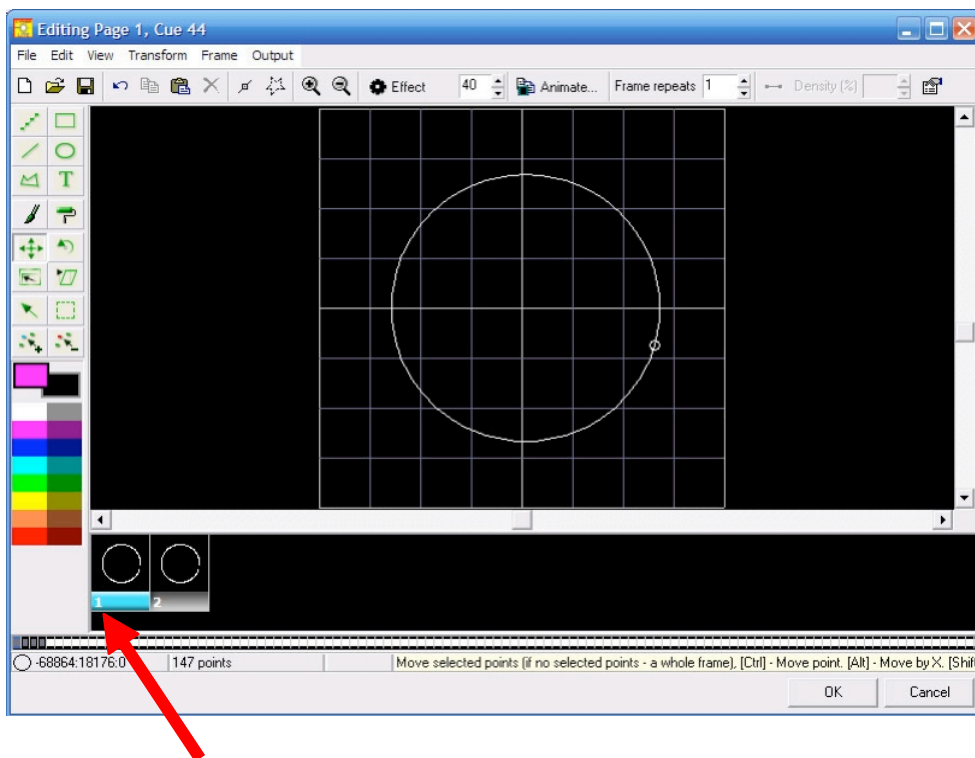 Editing Page 1, Cue 44
File Edit View Transform Frame Output
Effect 40 Animate... Frame repeats 1 Density (%)
T
1 2
-68864:18176:0 147 points Move selected points (if no selected points - a whole frame), [Ctrl] - Move point. [Alt] - Move by X. [Shif
OK Cancel